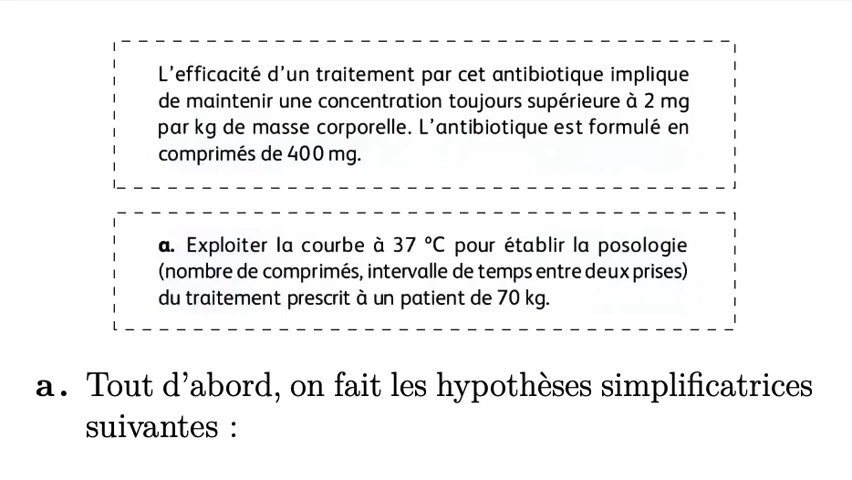 L'efficacité d'un traitement par cet antibiotique implique
de maintenir une concentration toujours supérieure à 2 mg
par kg de masse corporelle. L'antibiotique est formulé en
comprimés de 400 mg.
a. Exploiter la courbe à 37 °C pour établir la posologie
(nombre de comprimés, intervalle de temps entre deux prises)
du traitement prescrit à un patient de 70 kg.
a. Tout d'abord, on fait les hypothèses simplificatrices
suivantes :